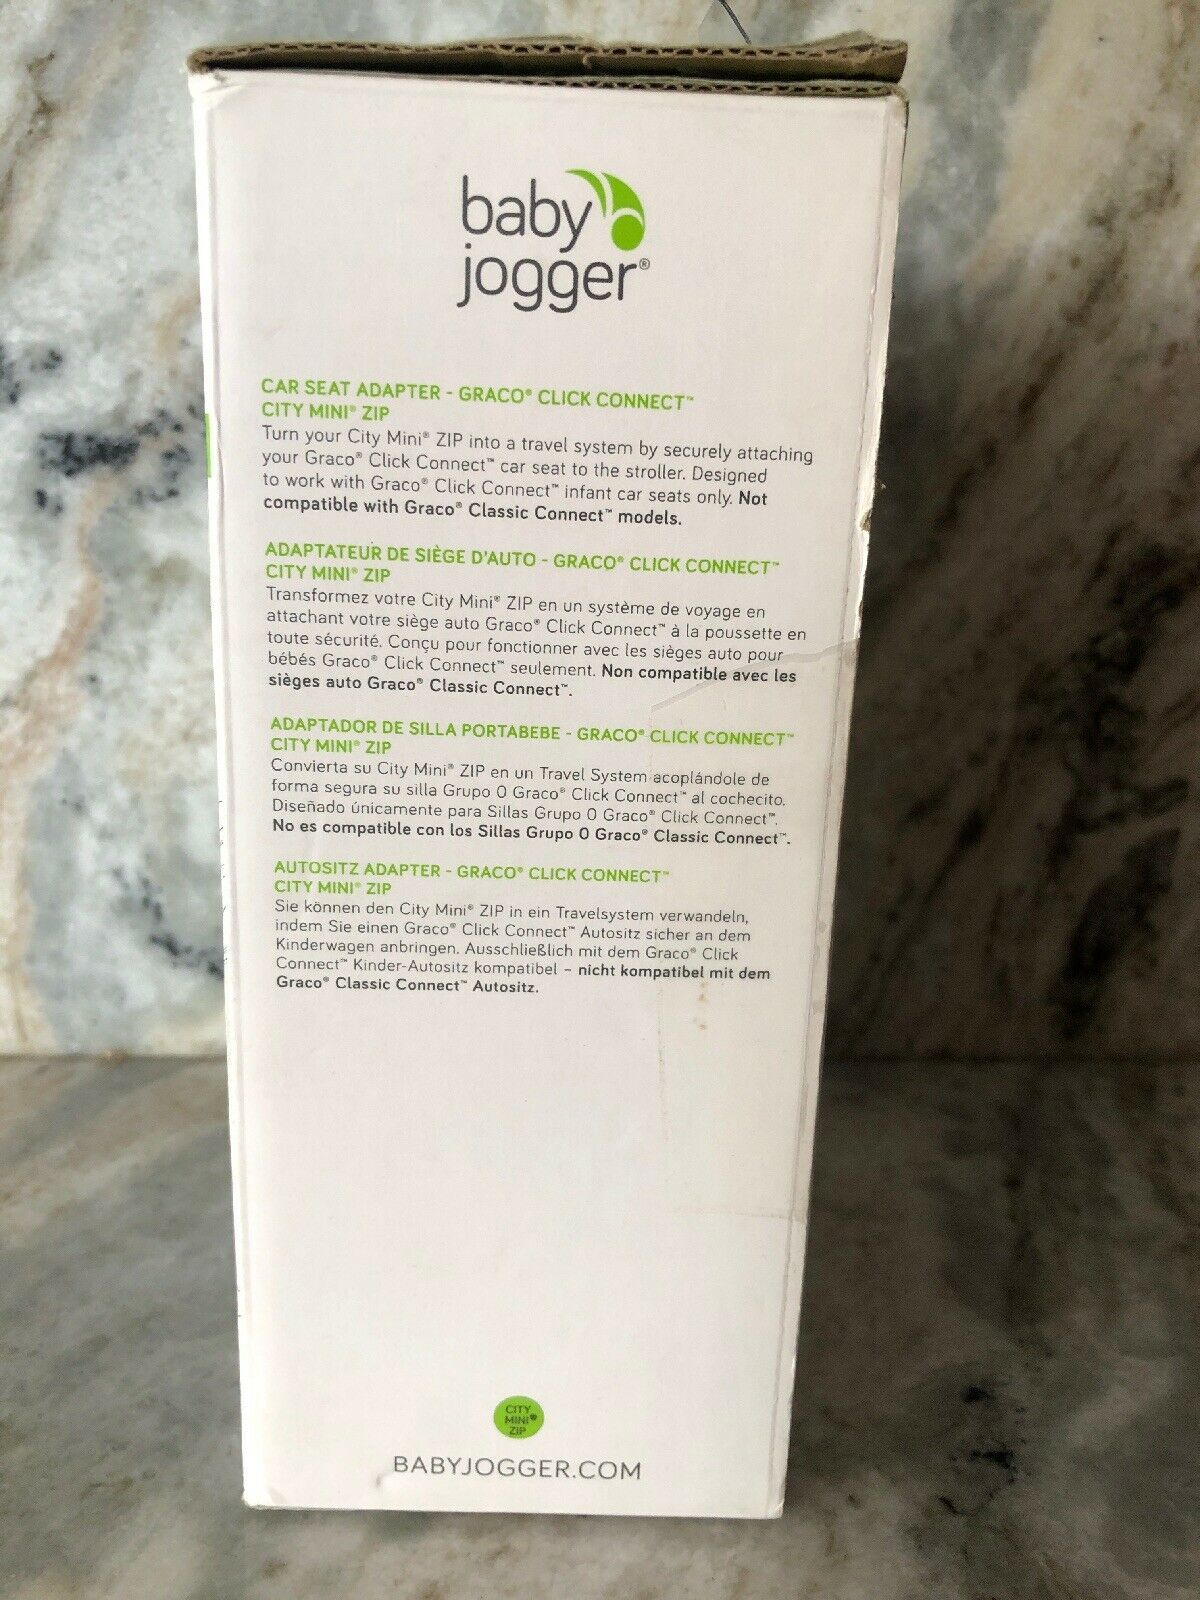 baby
jogger®
CAR SEAT ADAPTER - GRACO® CLICK CONNECT™
CITY MINI® ZIP
Turn your City Mini® ZIP into a travel system by securely attaching
your Graco® Click Connect™ car seat to the stroller. Designed
to work with Graco® Click Connect™ infant car seats only. Not
compatible with Graco® Classic Connect™ models.
ADAPTATEUR DE SIÈGE D'AUTO - GRACO® CLICK CONNECT™
CITY MINI® ZIP
Transformez votre City Mini® ZIP en un système de voyage en
attachant votre siège auto Graco® Click Connect™ à la poussette en
toute sécurité. Conçu pour fonctionner avec les sièges auto pour
bébés Graco® Click Connect™ seulement. Non compatible avec les
sièges auto Graco® Classic Connect™.
ADAPTADOR DE SILLA PORTABEBE - GRACO® CLICK CONNECT™
CITY MINI® ZIP
Convierta su City Mini® ZIP en un Travel System acoplándole de
forma segura su silla Grupo 0 Graco® Click Connect™ al cochecito.
Diseñado únicamente para Sillas Grupo 0 Graco® Click Connect™.
No es compatible con los Sillas Grupo 0 Graco® Classic Connect™.
AUTOSITZ ADAPTER - GRACO® CLICK CONNECT™
CITY MINI® ZIP
Sie können den City Mini® ZIP in ein Travelsystem verwandeln,
indem Sie einen Graco® Click Connect™ Autositz sicher an dem
Kinderwagen anbringen. Ausschließlich mit dem Graco® Click
Connect™ Kinder-Autositz kompatibel – nicht kompatibel mit dem
Graco® Classic Connect™ Autositz.
CITY
MINI®
ZIP
BABYJOGGER.COM